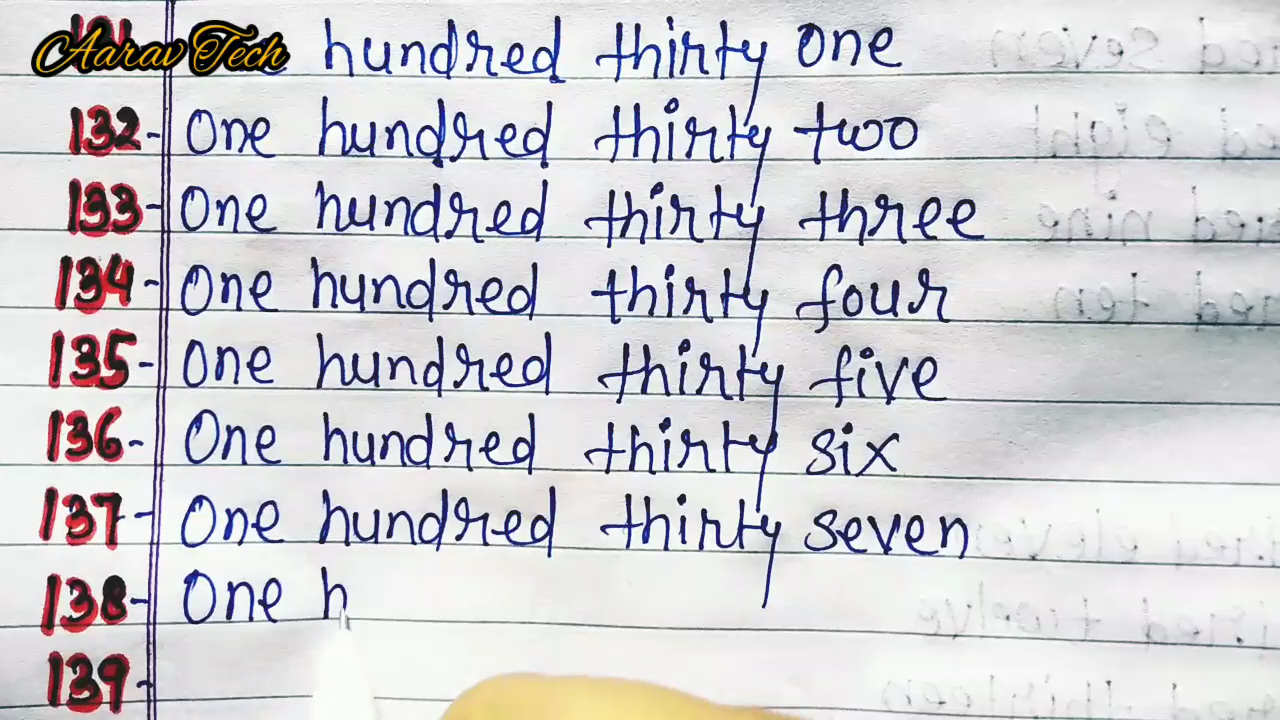 Aarav Tech
hundred thirty one
132- One hundred thirty two
133- One hundred thirty three
134- One hundred thirty four
135- One hundred thirty five
136- One hundred thirty six
137- One hundred thirty seven
138- One h
139-